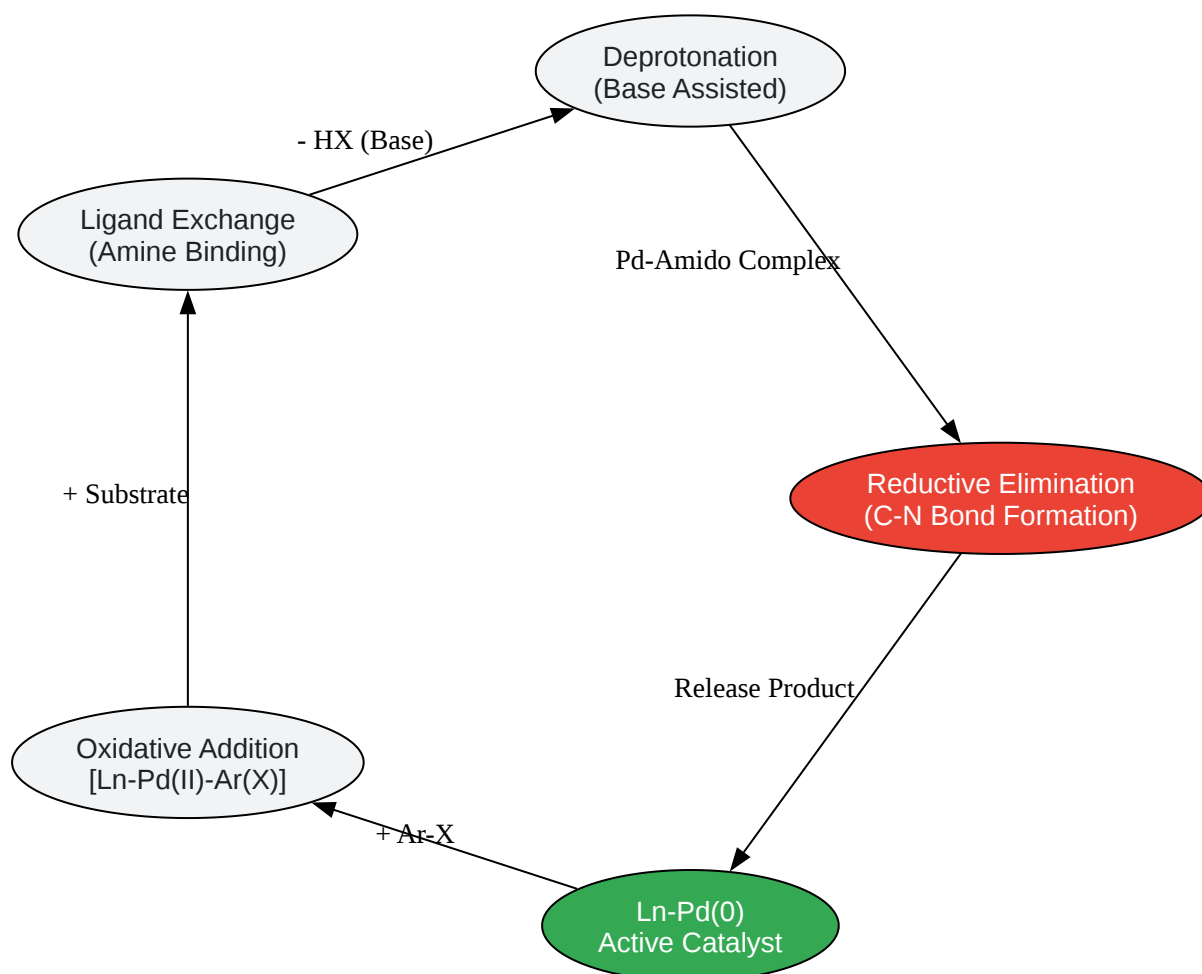 Deprotonation
(Base Assisted)
- HX (Base)
Ligand Exchange
(Amine Binding)
Pd-Amido Complex
+ Substrate
Reductive Elimination
(C-N Bond Formation)
Release Product
Oxidative Addition
[Ln-Pd(II)-Ar(X)]
+ Ar-X
Ln-Pd(0)
Active Catalyst